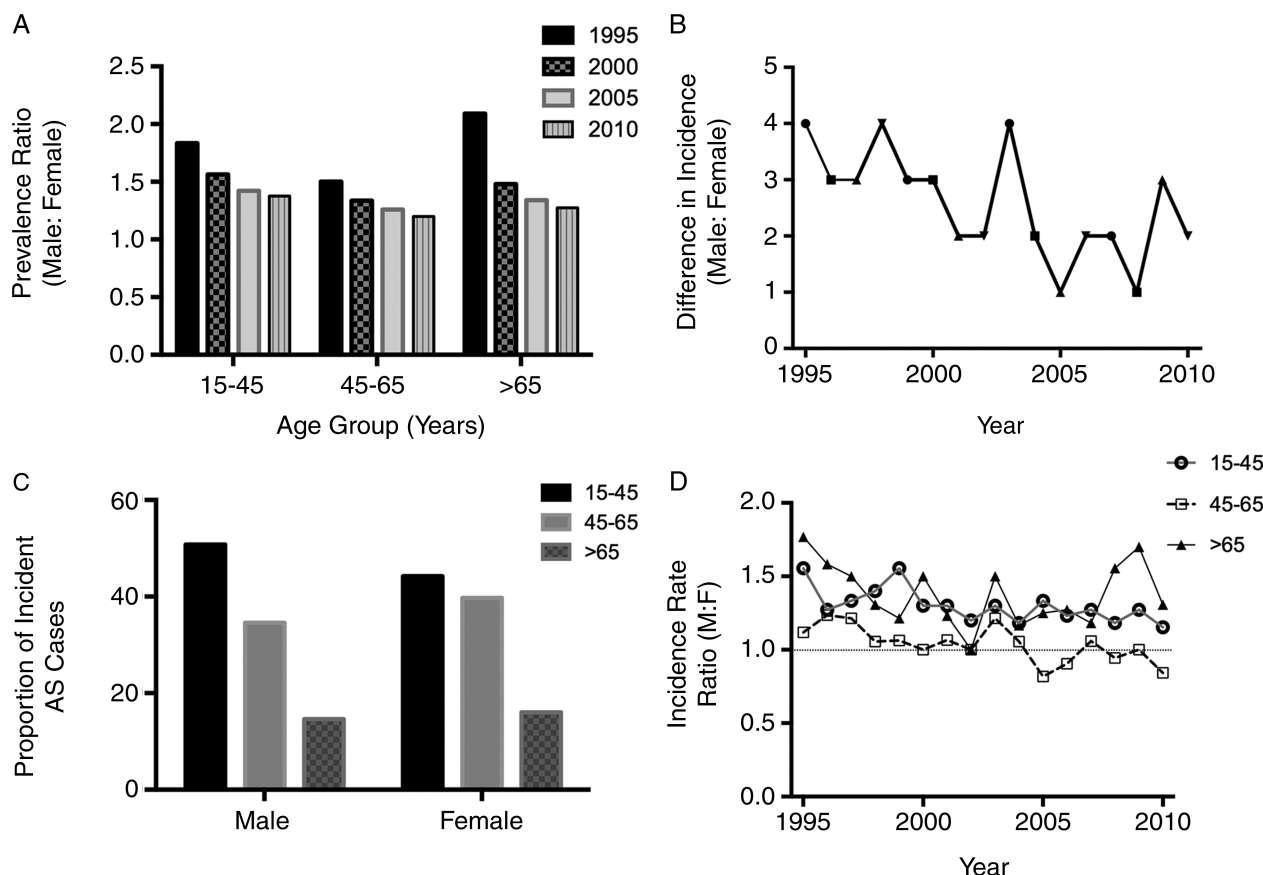 A
1995
2000
2005
2010
2.5
2.0
1.5
1.0
0.5
0.0
Prevalence Ratio
(Male: Female)
15-45
45-65
>65
Age Group (Years)
B
5
4
3
2
1
0
Difference in Incidence
(Male: Female)
1995
2000
2005
2010
Year
C
15-45
45-65
>65
60
40
20
0
Proportion of Incident
AS Cases
Male
Female
D
15-45
45-65
>65
2.0
1.5
1.0
0.5
0.0
Incidence Rate
Ratio (M:F)
1995
2000
2005
2010
Year